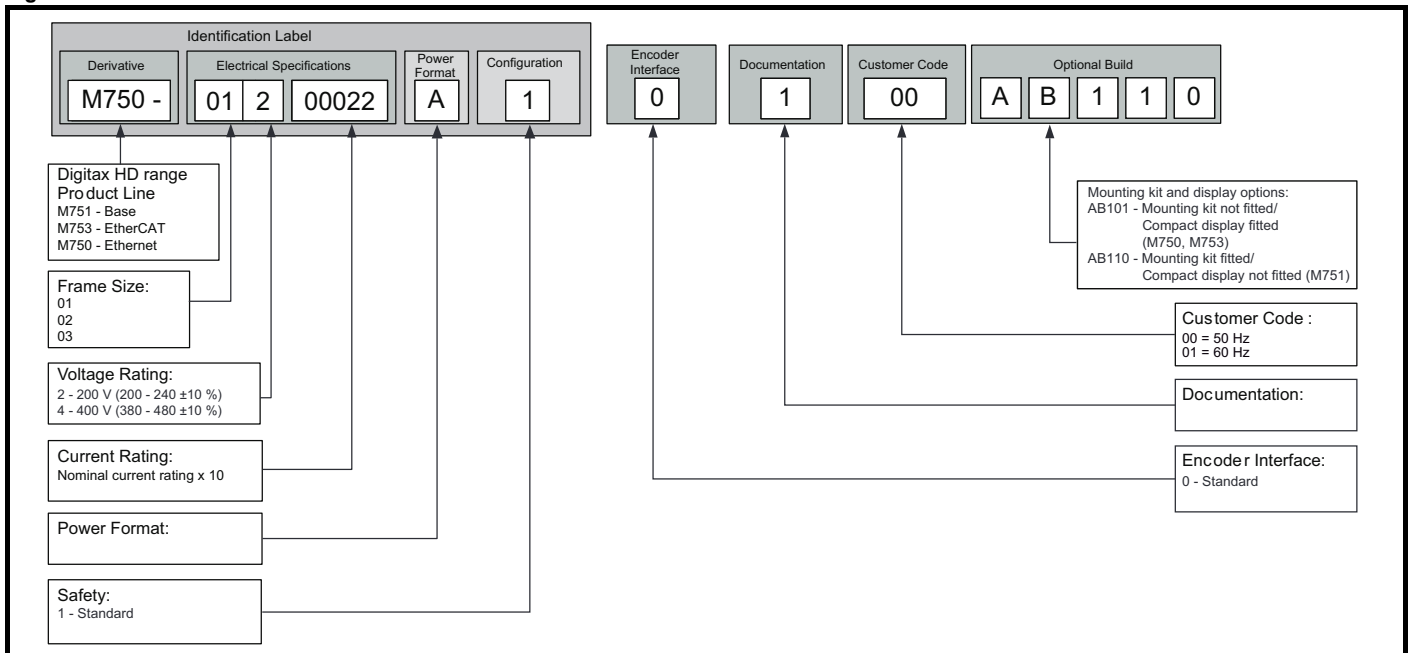 Identification Label
Derivative
Electrical Specifications
Power
Format
Configuration
M750 -
01
2
00022
A
1
Encoder
Interface
0
Documentation
1
Customer Code
00
Optional Build
A
B
1
1
0
Digitax HD range
Product Line
M751 - Base
M753 - EtherCAT
M750 - Ethernet
Frame Size:
01
02
03
Voltage Rating:
2 - 200 V (200 - 240 ±10 %)
4 - 400 V (380 - 480 ±10 %)
Current Rating:
Nominal current rating x 10
Power Format:
Safety:
1 - Standard
Mounting kit and display options:
AB101 - Mounting kit not fitted/
Compact display fitted
(M750, M753)
AB110 - Mounting kit fitted/
Compact display not fitted (M751)
Customer Code :
00 = 50 Hz
01 = 60 Hz
Documentation:
Encoder Interface:
0 - Standard